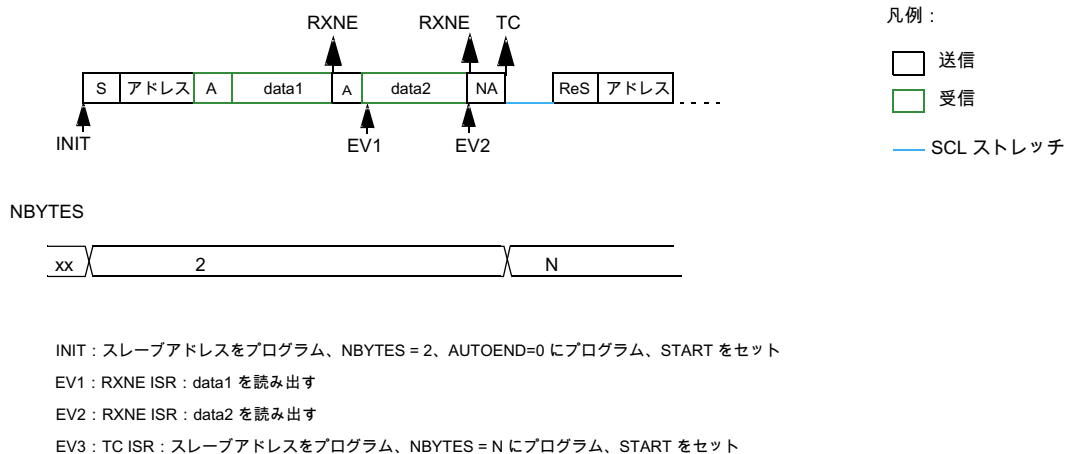 RXNE RXNE TC
S アドレス A data1 A data2 NA ReS アドレス
INIT EV1 EV2
凡例：
送信
受信
SCL ストレッチ
NBYTES
xx 2 N
INIT：スレーブアドレスをプログラム、NBYTES = 2、AUTOEND=0 にプログラム、START をセット
EV1：RXNE ISR：data1 を読み出す
EV2：RXNE ISR：data2 を読み出す
EV3：TC ISR：スレーブアドレスをプログラム、NBYTES = N にプログラム、START をセット